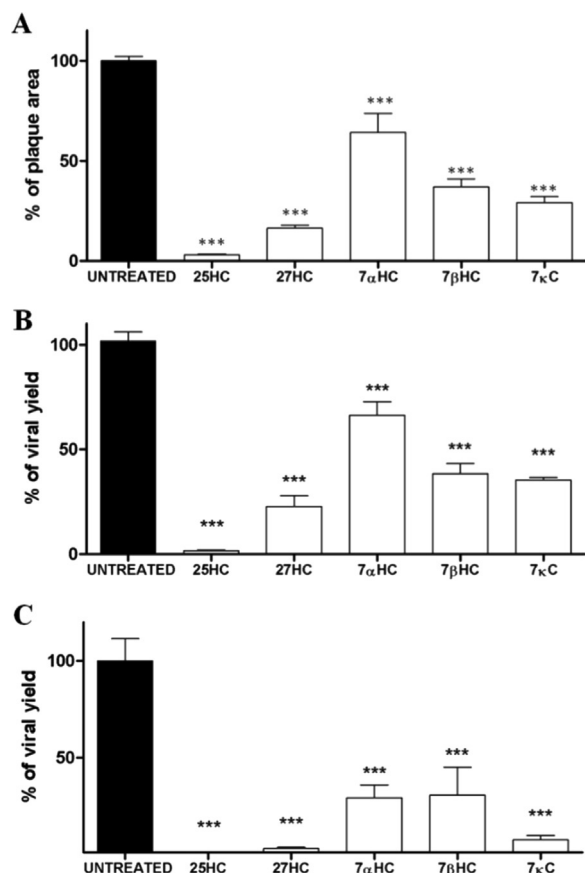 A
% of plaque area
100
50
0
***
***
***
***
***
UNTREATED 25HC 27HC 7αHC 7βHC 7κC
B
% of viral yield
100
50
0
***
***
***
***
***
UNTREATED 25HC 27HC 7αHC 7βHC 7κC
C
% of viral yield
100
50
***
***
***
***
***
UNTREATED 25HC 27HC 7αHC 7βHC 7κC